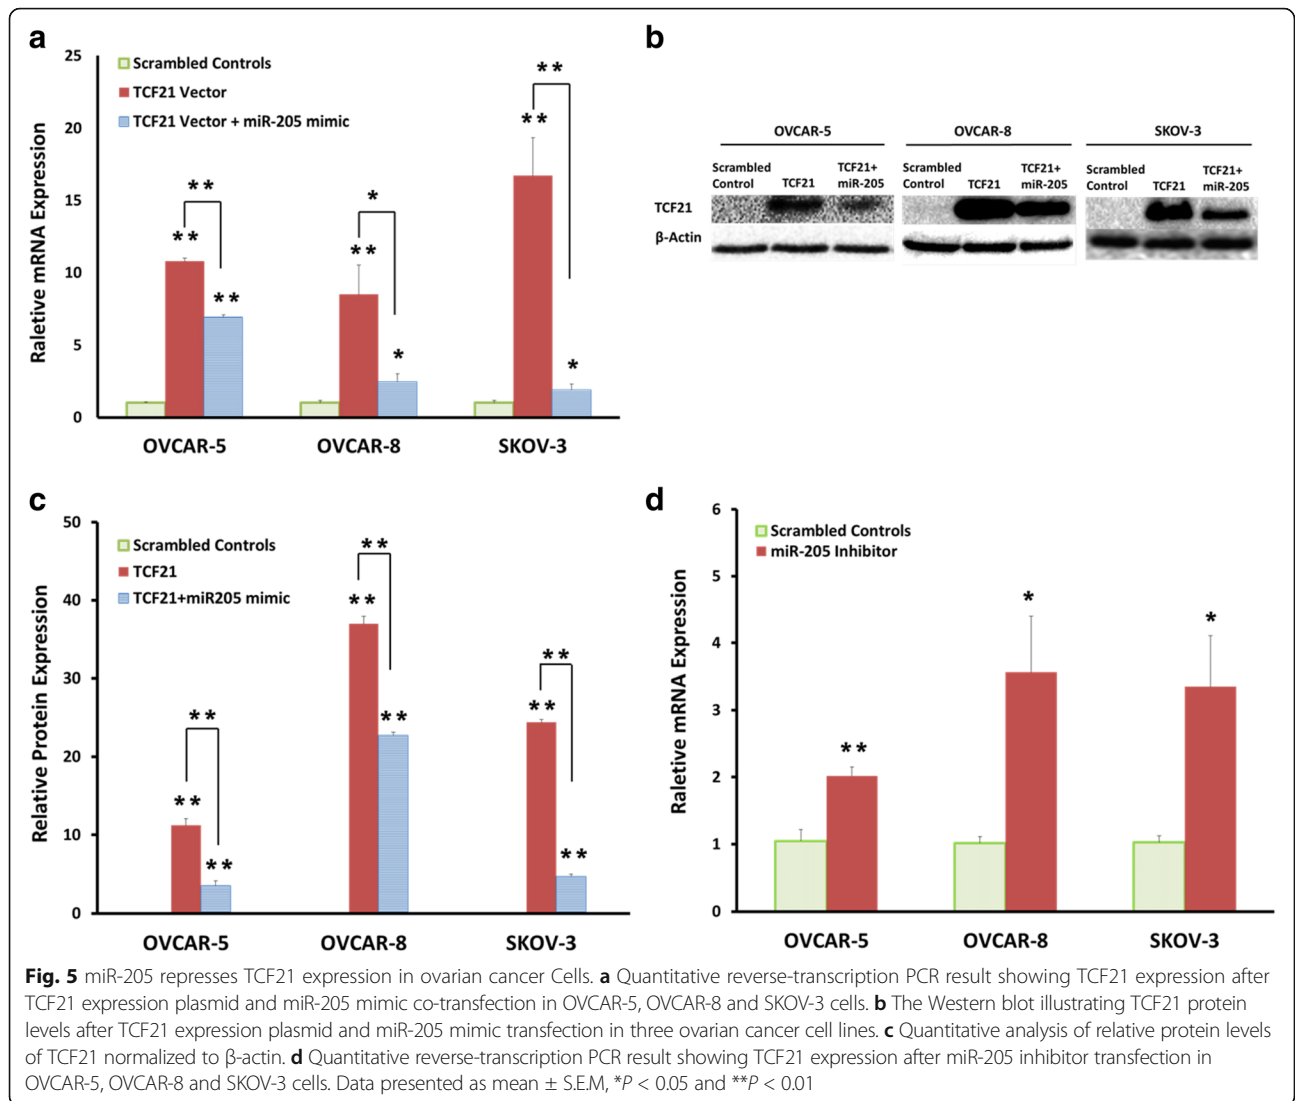 a
25
20
15
10
5
0
Raletive mRNA Expression
Scrambled Controls
TCF21 Vector
TCF21 Vector + miR-205 mimic
**
**
**
*
**
*
**
**
*
OVCAR-5
OVCAR-8
SKOV-3
b
OVCAR-5
OVCAR-8
SKOV-3
Scrambled
Control
TCF21
TCF21+
miR-205
Scrambled
Control
TCF21
TCF21+
miR-205
Scrambled
Control
TCF21
TCF21+
miR-205
TCF21
β-Actin
c
50
40
30
20
10
0
Relative Protein Expression
Scrambled Controls
TCF21
TCF21+miR205 mimic
**
**
**
**
**
**
**
**
**
OVCAR-5
OVCAR-8
SKOV-3
d
6
5
4
3
2
1
0
Raletive mRNA Expression
Scrambled Controls
miR-205 Inhibitor
**
*
*
OVCAR-5
OVCAR-8
SKOV-3
Fig. 5 miR-205 represses TCF21 expression in ovarian cancer Cells. a Quantitative reverse-transcription PCR result showing TCF21 expression after
TCF21 expression plasmid and miR-205 mimic co-transfection in OVCAR-5, OVCAR-8 and SKOV-3 cells. b The Western blot illustrating TCF21 protein
levels after TCF21 expression plasmid and miR-205 mimic transfection in three ovarian cancer cell lines. c Quantitative analysis of relative protein levels
of TCF21 normalized to β-actin. d Quantitative reverse-transcription PCR result showing TCF21 expression after miR-205 inhibitor transfection in
OVCAR-5, OVCAR-8 and SKOV-3 cells. Data presented as mean ± S.E.M, *P < 0.05 and **P < 0.01